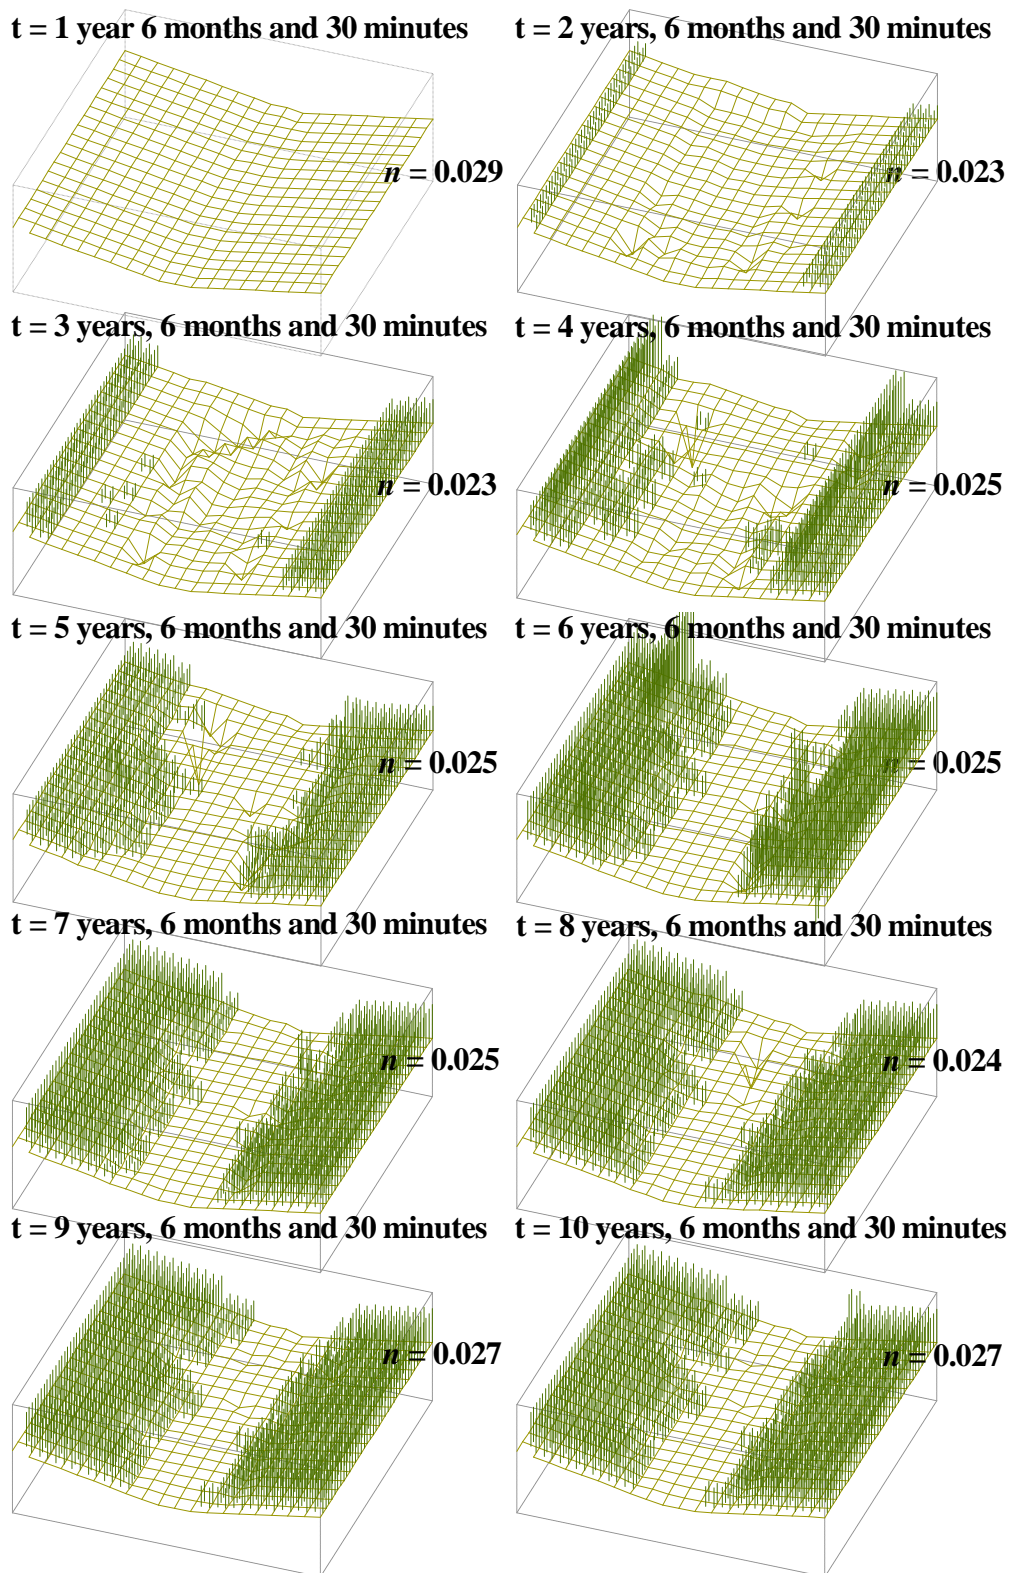 t = 1 year 6 months and 30 minutes
n = 0.029
t = 2 years, 6 months and 30 minutes
n = 0.023
t = 3 years, 6 months and 30 minutes
n = 0.023
t = 4 years, 6 months and 30 minutes
n = 0.025
t = 5 years, 6 months and 30 minutes
n = 0.025
t = 6 years, 6 months and 30 minutes
n = 0.025
t = 7 years, 6 months and 30 minutes
n = 0.025
t = 8 years, 6 months and 30 minutes
n = 0.024
t = 9 years, 6 months and 30 minutes
n = 0.027
t = 10 years, 6 months and 30 minutes
n = 0.027